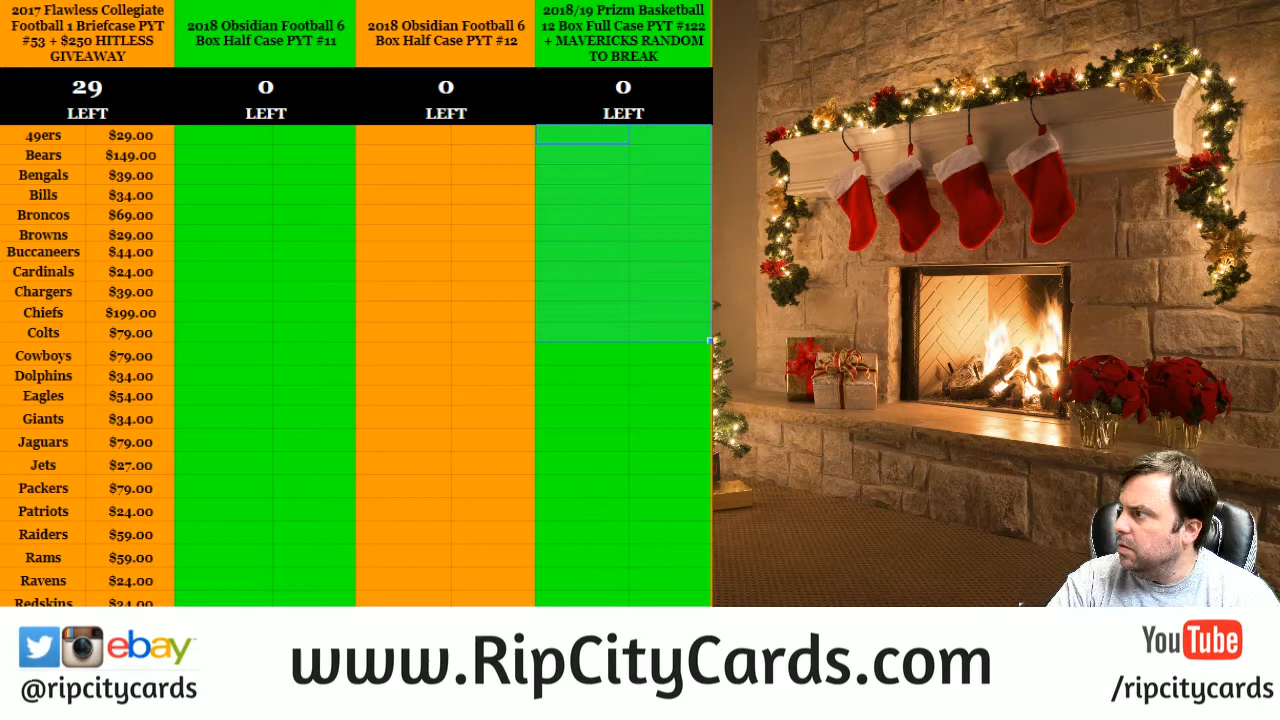 2017 Flawless Collegiate
Football 1 Briefcase PYT
#53 + $250 HITLESS
GIVEAWAY
2018 Obsidian Football 6
Box Half Case PYT #11
2018 Obsidian Football 6
Box Half Case PYT #12
2018/19 Prizm Basketball
12 Box Full Case PYT #122
+ MAVERICKS RANDOM
TO BREAK
29
LEFT
0
LEFT
0
LEFT
0
LEFT
49ers $29.00
Bears $149.00
Bengals $39.00
Bills $34.00
Broncos $69.00
Browns $29.00
Buccaneers $44.00
Cardinals $24.00
Chargers $39.00
Chiefs $199.00
Colts $79.00
Cowboys $79.00
Dolphins $34.00
Eagles $54.00
Giants $34.00
Jaguars $79.00
Jets $27.00
Packers $79.00
Patriots $24.00
Raiders $59.00
Rams $59.00
Ravens $24.00
Redskins $34.00
ebay
@ripcitycards
www.RipCityCards.com
YouTube
/ripcitycards